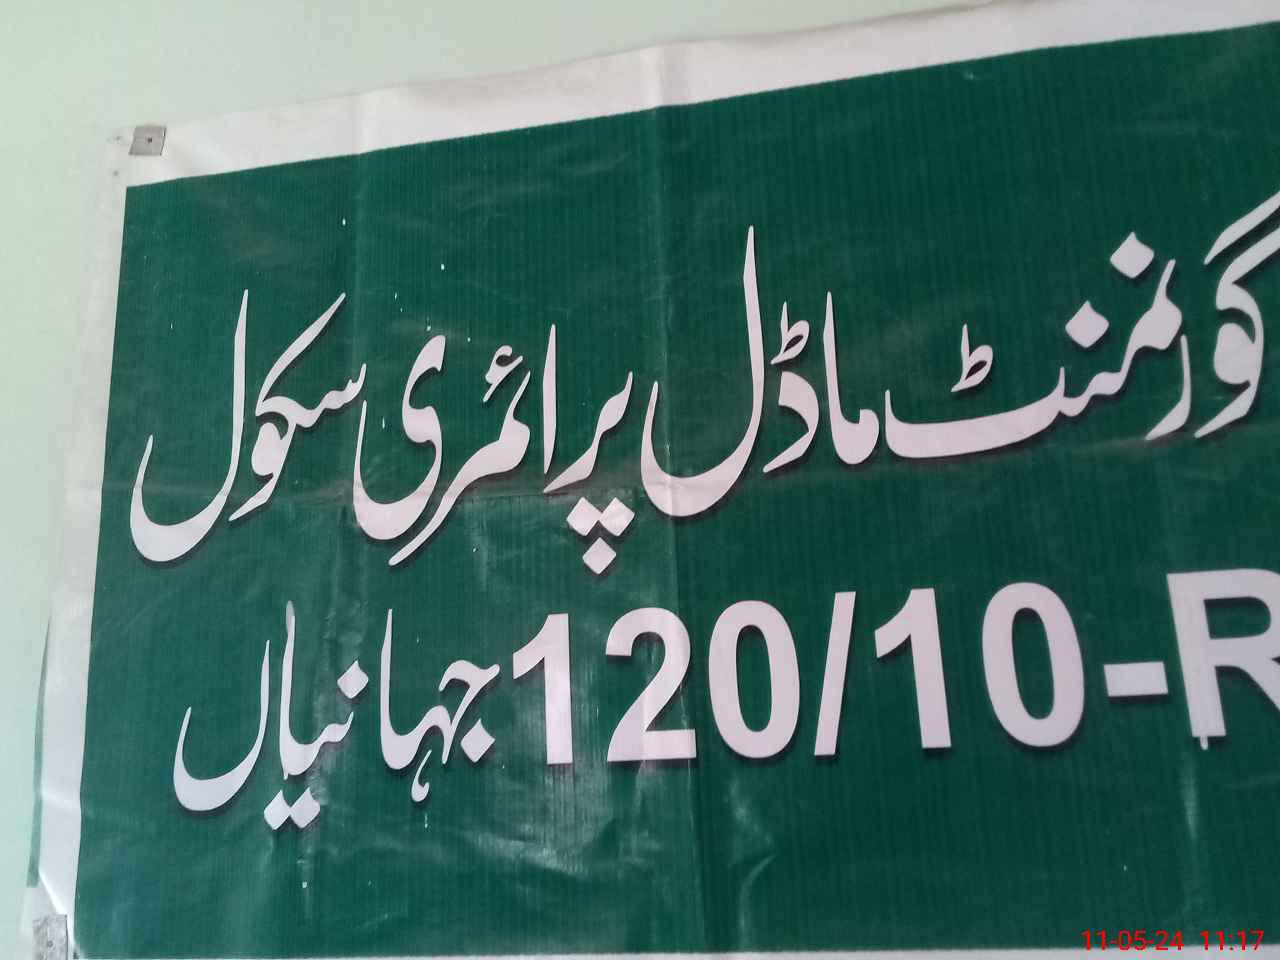 گورنمنٹ ماڈل پرائمری سکول
120/10-R جہانیاں
11-05-24 11:17